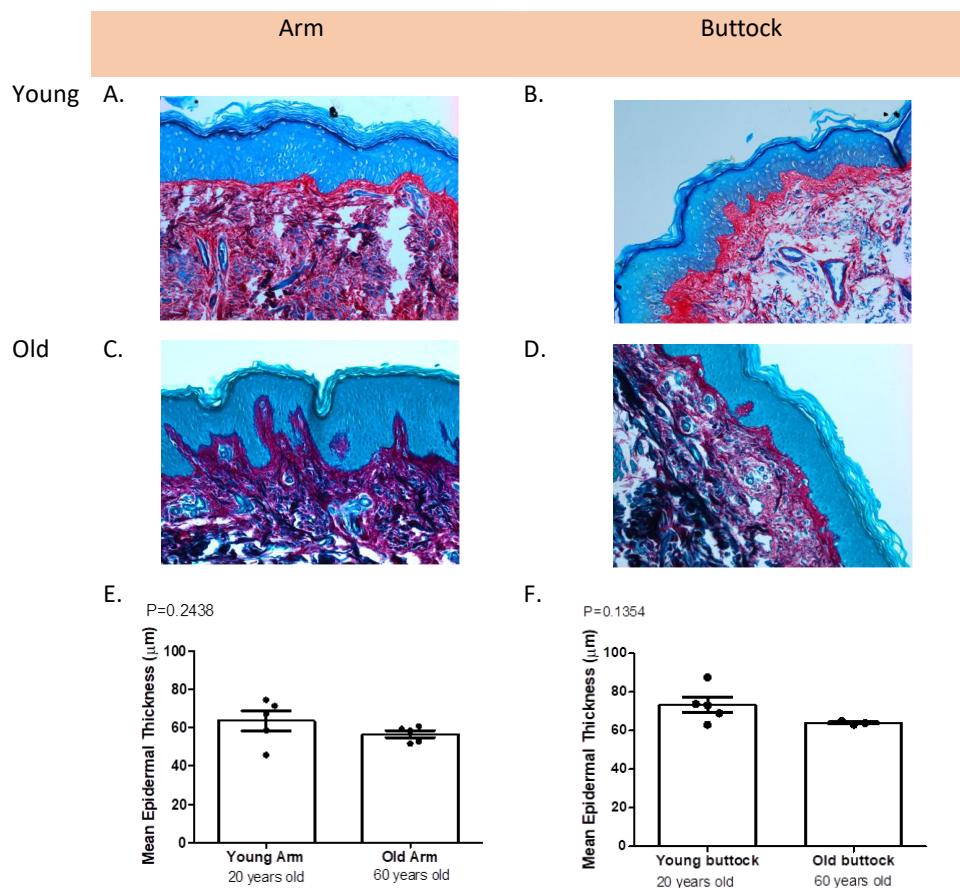 Arm Buttock
Young A. B.
Old C. D.
E. F.
P=0.2438 P=0.1354
Mean Epidermal Thickness (μm)
100
80
60
40
20
0
Young Arm Old Arm
20 years old 60 years old
Mean Epidermal Thickness (μm)
100
80
60
40
20
0
Young buttock Old buttock
20 years old 60 years old